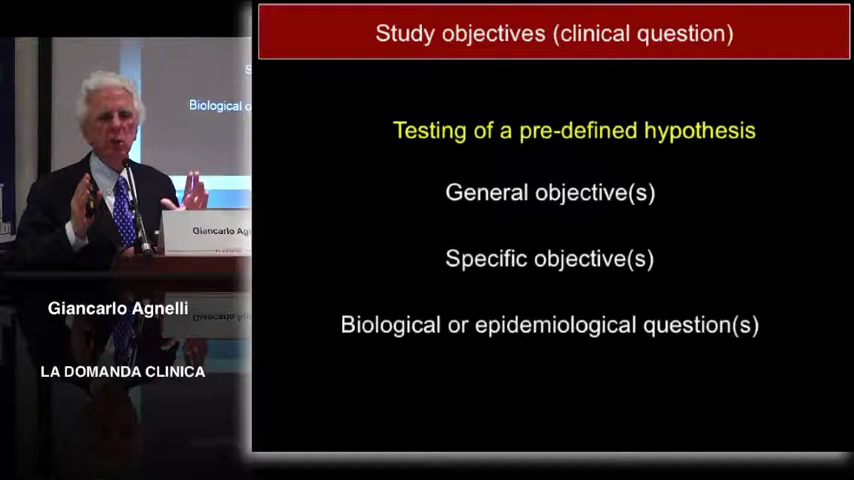 Study objectives (clinical question)
Testing of a pre-defined hypothesis
General objective(s)
Specific objective(s)
Biological or epidemiological question(s)
Biological o
Giancarlo Ag
Giancarlo Agnelli
LA DOMANDA CLINICA